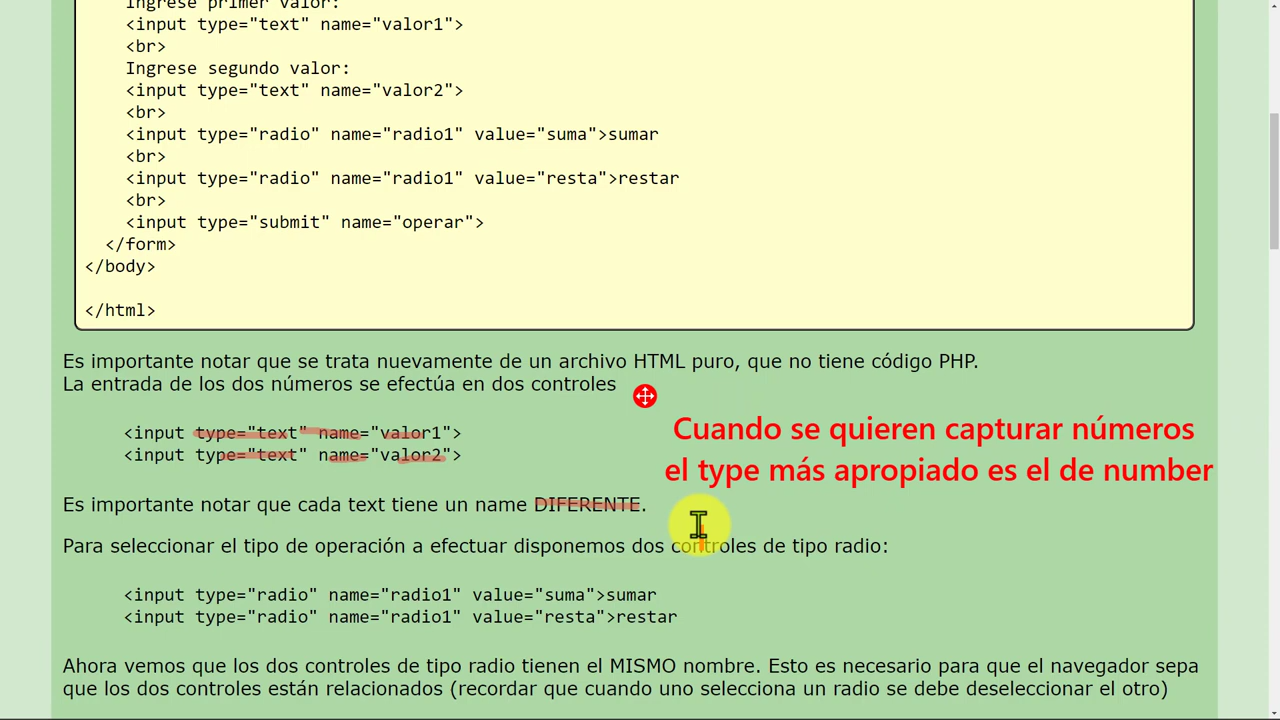 Ingrese primer valor:
<input type="text" name="valor1">
<br>
Ingrese segundo valor:
<input type="text" name="valor2">
<br>
<input type="radio" name="radio1" value="suma">sumar
<br>
<input type="radio" name="radio1" value="resta">restar
<br>
<input type="submit" name="operar">
</form>
</body>
</html>
Es importante notar que se trata nuevamente de un archivo HTML puro, que no tiene código PHP.
La entrada de los dos números se efectúa en dos controles
<input type="text" name="valor1">
<input type="text" name="valor2">
Cuando se quieren capturar números
el type más apropiado es el de number
Es importante notar que cada text tiene un name DIFERENTE.
Para seleccionar el tipo de operación a efectuar disponemos dos controles de tipo radio:
<input type="radio" name="radio1" value="suma">sumar
<input type="radio" name="radio1" value="resta">restar
Ahora vemos que los dos controles de tipo radio tienen el MISMO nombre. Esto es necesario para que el navegador sepa
que los dos controles están relacionados (recordar que cuando uno selecciona un radio se debe deseleccionar el otro)